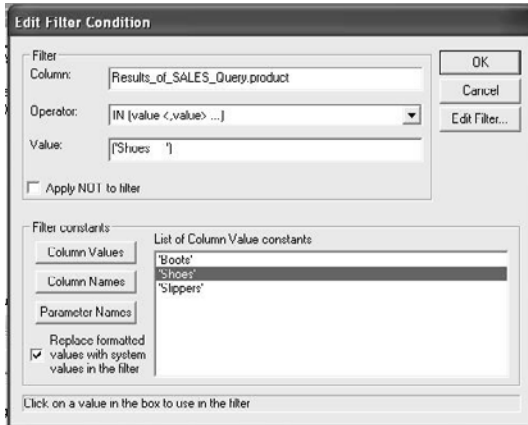 Edit Filter Condition
Filter
Column:
Results_of_SALES_Query.product
Operator:
IN (value <,value> ...)
Value:
('Shoes    ')
Apply NOT to filter
OK
Cancel
Edit Filter...
Filter constants
Column Values
Column Names
Parameter Names
Replace formatted
values with system
values in the filter
List of Column Value constants
'Boots'
'Shoes'
'Slippers'
Click on a value in the box to use in the filter